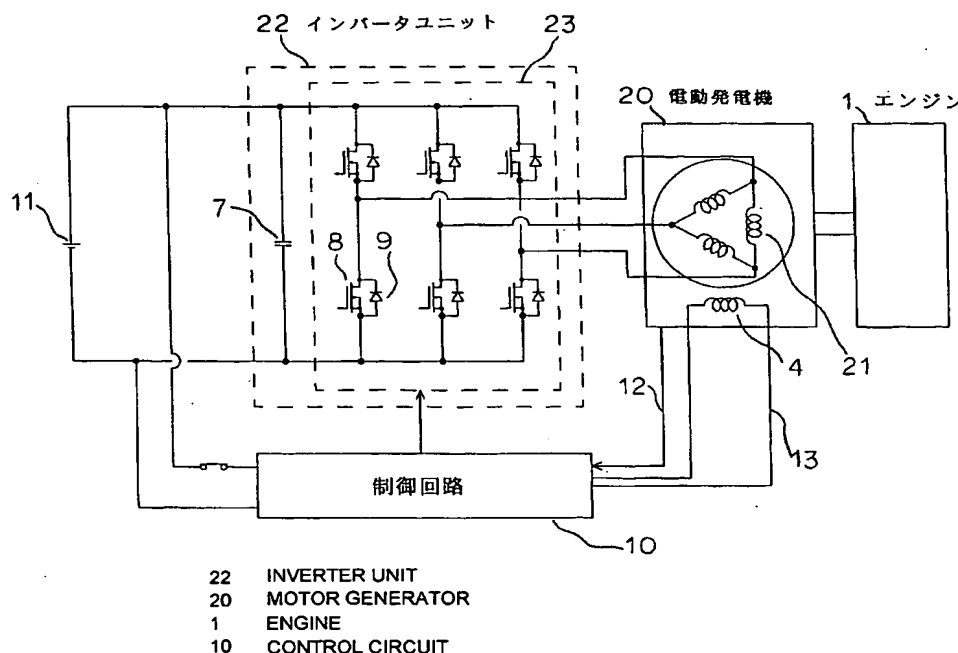 22 インバータユニット
23
20 電動発電機
1 エンジン
11
7
8
9
4
21
12
13
制御回路
10
22 INVERTER UNIT
20 MOTOR GENERATOR
1 ENGINE
10 CONTROL CIRCUIT